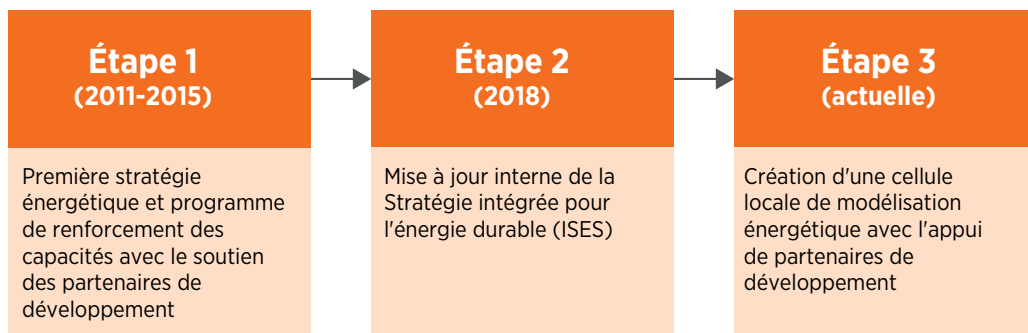 Étape 1
(2011-2015)
Première stratégie
énergétique et programme
de renforcement des
capacités avec le soutien
des partenaires de
développement
Étape 2
(2018)
Mise à jour interne de la
Stratégie intégrée pour
l'énergie durable (ISES)
Étape 3
(actuelle)
Création d'une cellule
locale de modélisation
énergétique avec l'appui
de partenaires de
développement